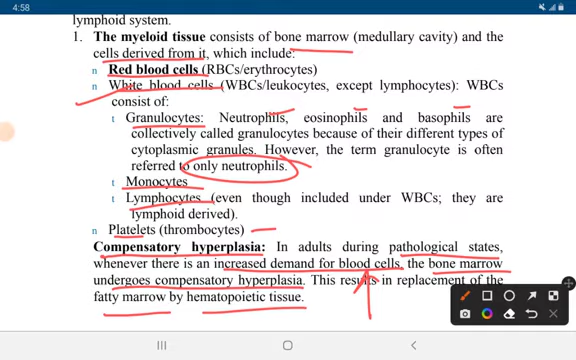 4:58
lymphoid system.
1. The myeloid tissue consists of bone marrow (medullary cavity) and the
cells derived from it, which include:
n Red blood cells (RBCs/erythrocytes)
n White blood cells (WBCs/leukocytes, except lymphocytes): WBCs
consist of:
t Granulocytes: Neutrophils, eosinophils and basophils are
collectively called granulocytes because of their different types of
cytoplasmic granules. However, the term granulocyte is often
referred to only neutrophils.
t Monocytes
t Lymphocytes (even though included under WBCs; they are
lymphoid derived).
n Platelets (thrombocytes)
Compensatory hyperplasia: In adults during pathological states,
whenever there is an increased demand for blood cells, the bone marrow
undergoes compensatory hyperplasia. This results in replacement of the
fatty marrow by hematopoietic tissue.